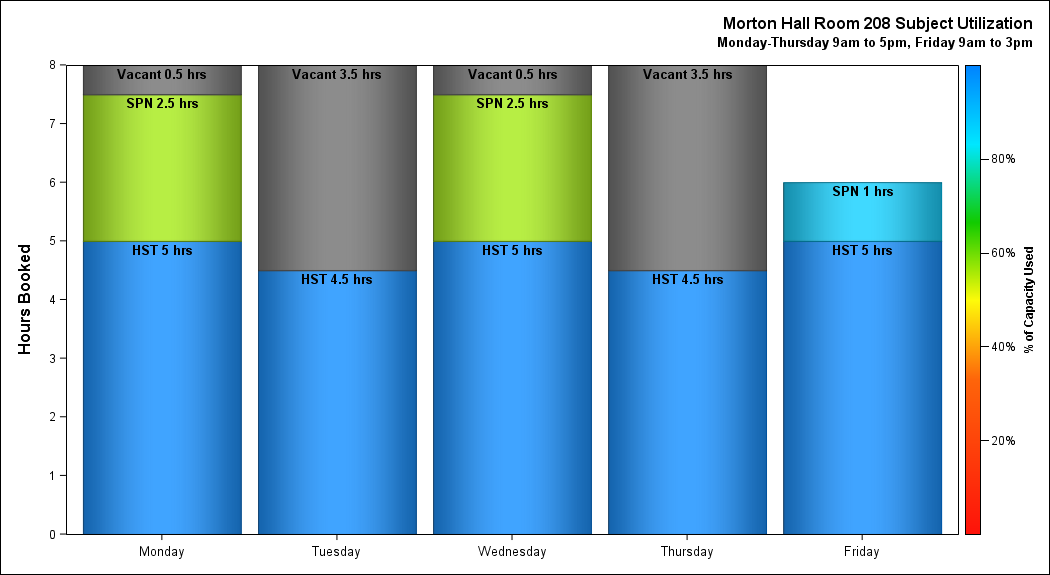 Morton Hall Room 208 Subject Utilization
Monday-Thursday 9am to 5pm, Friday 9am to 3pm
Hours Booked
8
7
6
5
4
3
2
1
0
Vacant 0.5 hrs
SPN 2.5 hrs
HST 5 hrs
Vacant 3.5 hrs
HST 4.5 hrs
Vacant 0.5 hrs
SPN 2.5 hrs
HST 5 hrs
Vacant 3.5 hrs
HST 4.5 hrs
SPN 1 hrs
HST 5 hrs
Monday
Tuesday
Wednesday
Thursday
Friday
80%
60%
40%
20%
% of Capacity Used